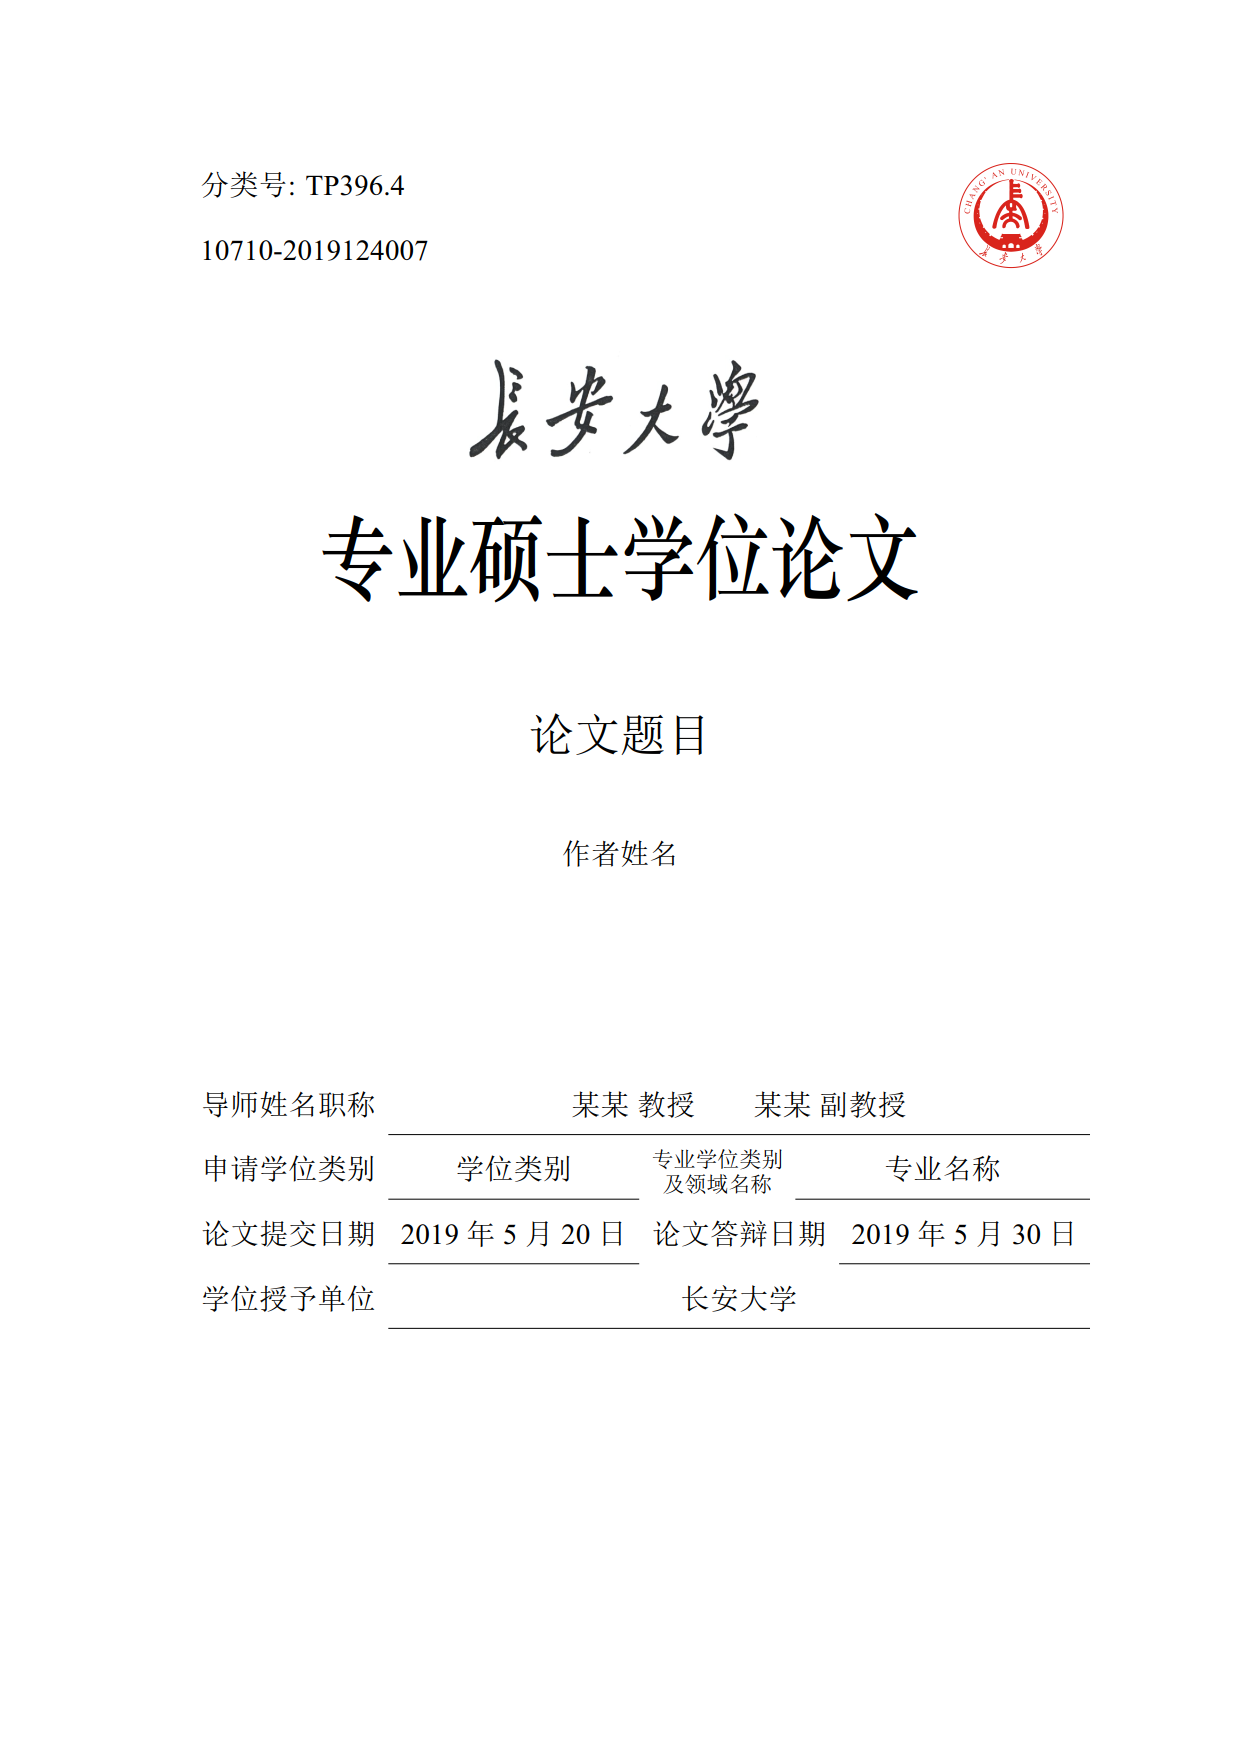 分类号: TP396.4
10710-2019124007
CHANG' AN UNIVERSITY
长安大学
長安大學
专业硕士学位论文
论文题目
作者姓名
导师姓名职称 某某 教授 某某 副教授
申请学位类别 学位类别 专业学位类别及领域名称 专业名称
论文提交日期 2019 年 5 月 20 日 论文答辩日期 2019 年 5 月 30 日
学位授予单位 长安大学